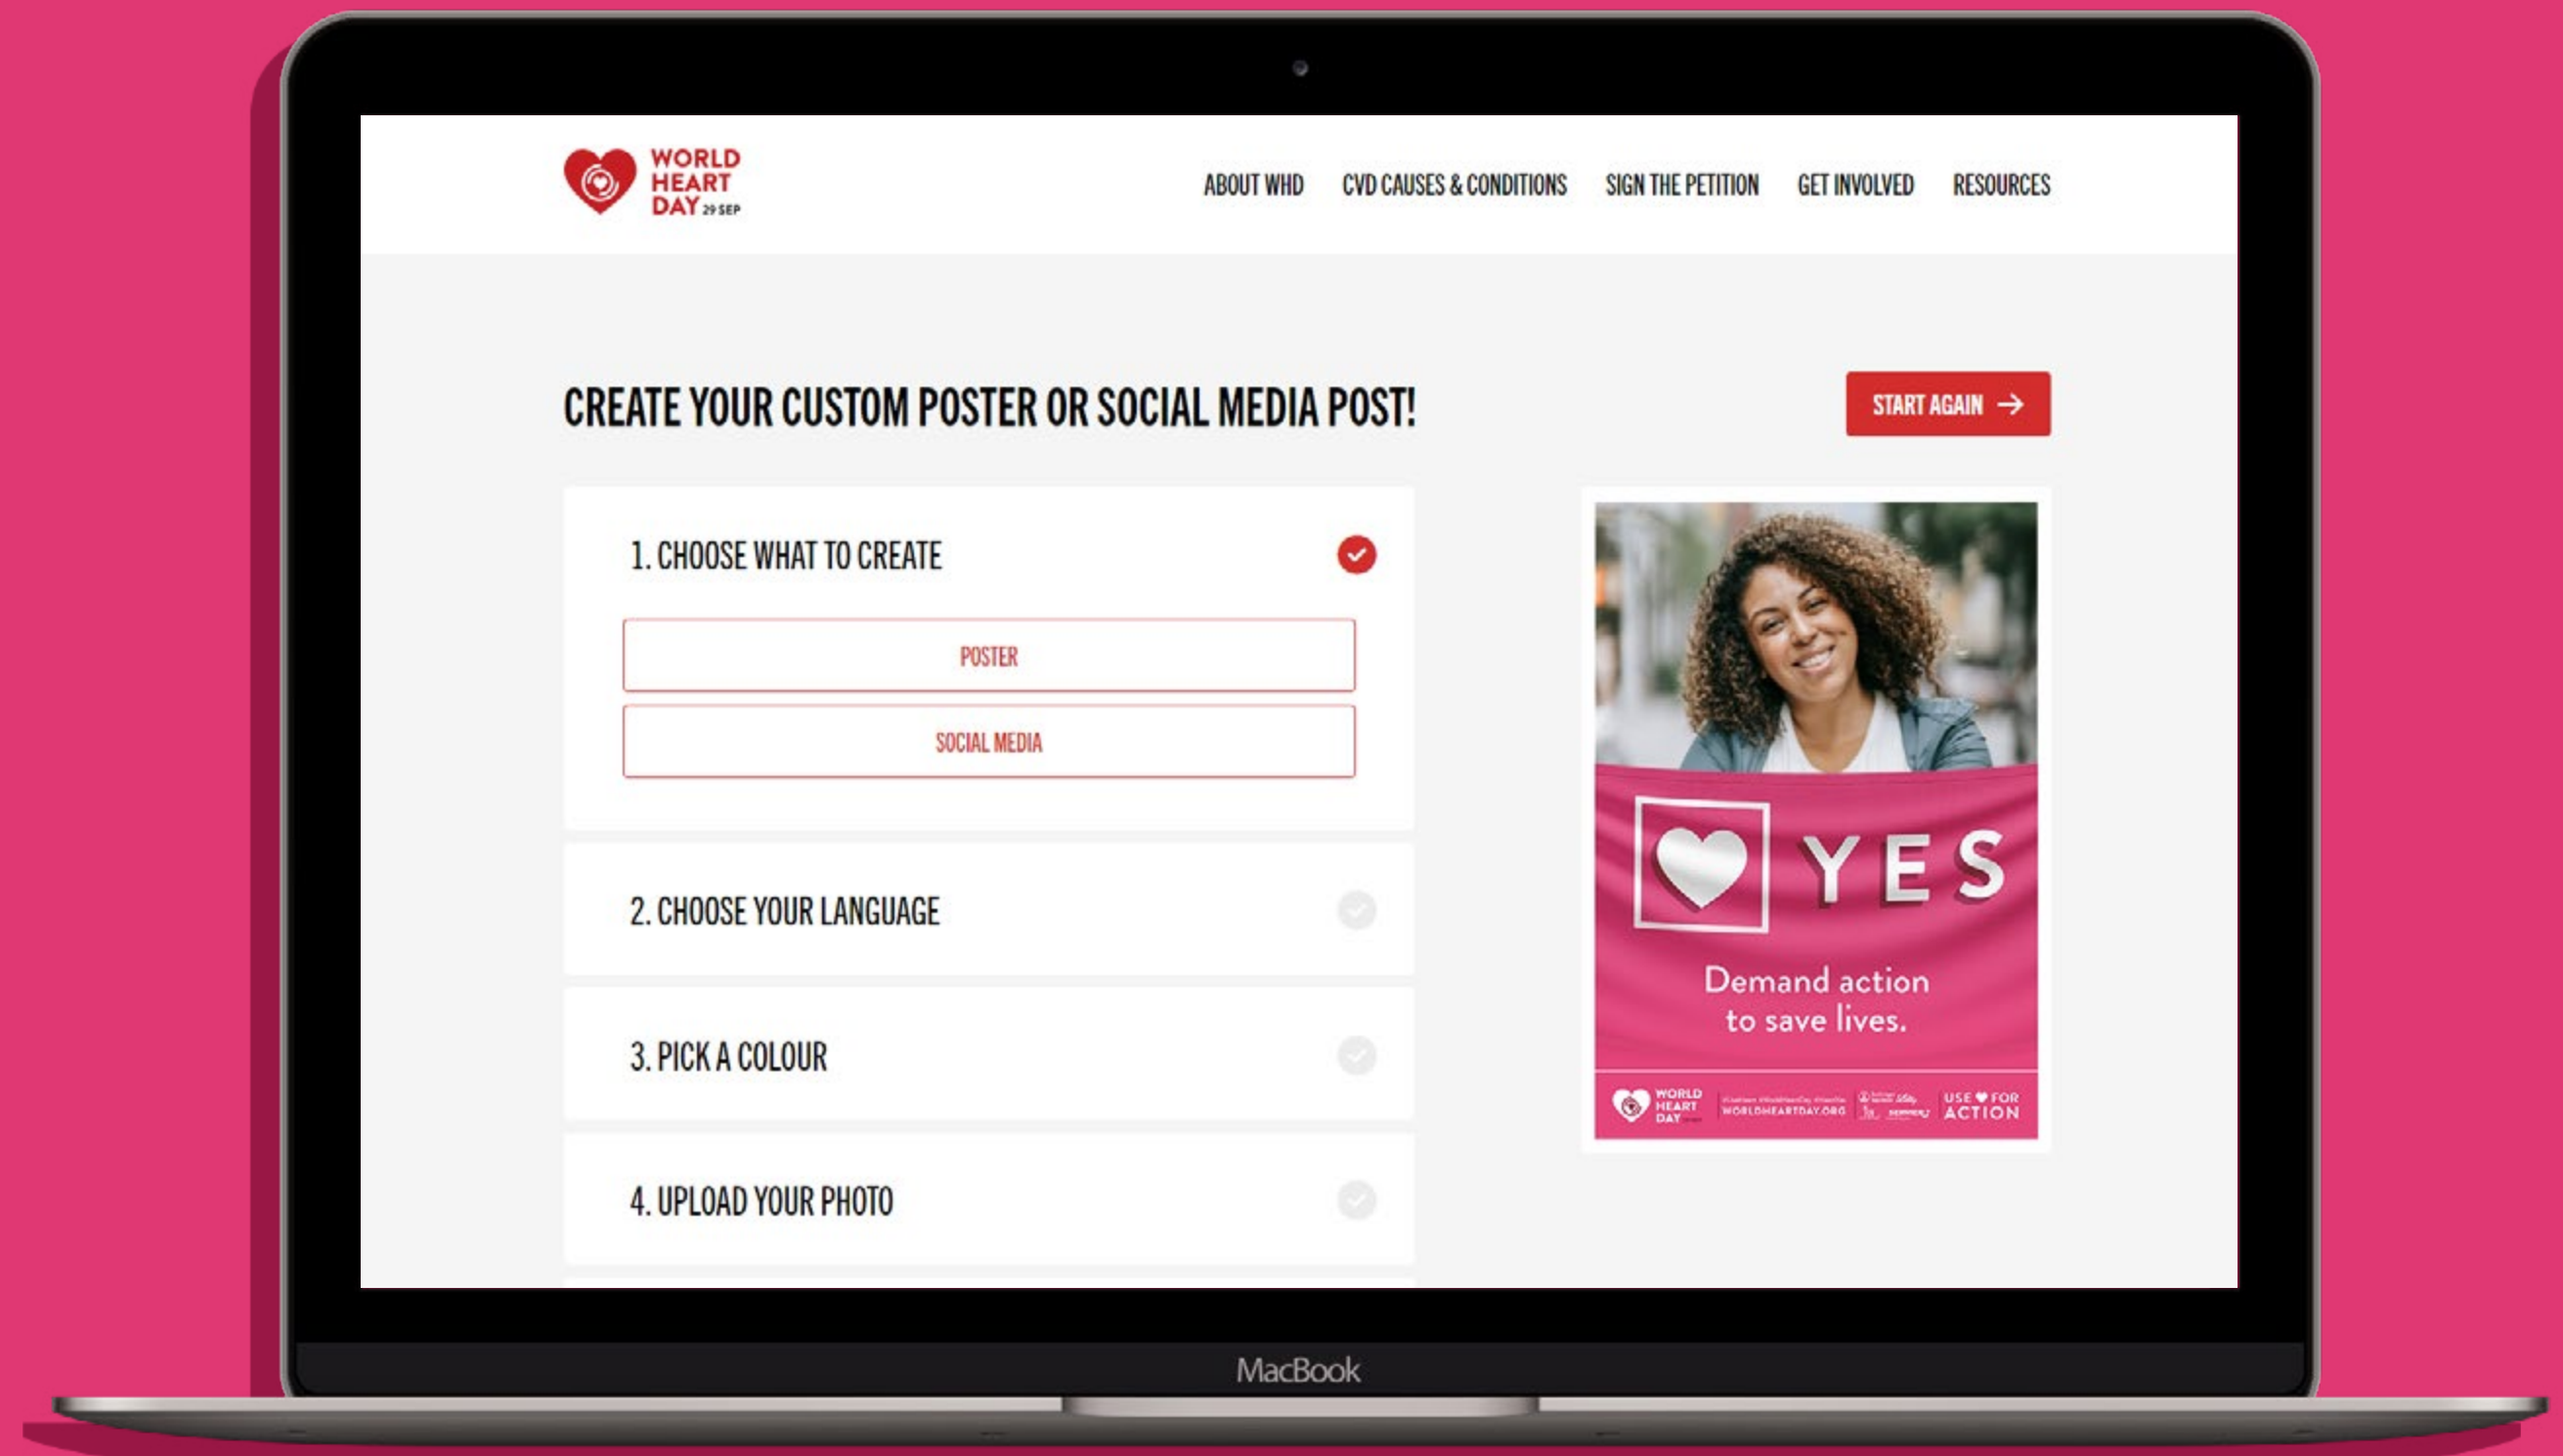 WORLD
HEART
DAY 29 SEP
ABOUT WHD CVD CAUSES & CONDITIONS SIGN THE PETITION GET INVOLVED RESOURCES
CREATE YOUR CUSTOM POSTER OR SOCIAL MEDIA POST!
START AGAIN
1. CHOOSE WHAT TO CREATE
POSTER
SOCIAL MEDIA
2. CHOOSE YOUR LANGUAGE
3. PICK A COLOUR
4. UPLOAD YOUR PHOTO
YES
Demand action
to save lives.
WORLD
HEART
DAY
WORLDHEARTDAY.ORG
USE FOR
ACTION
MacBook